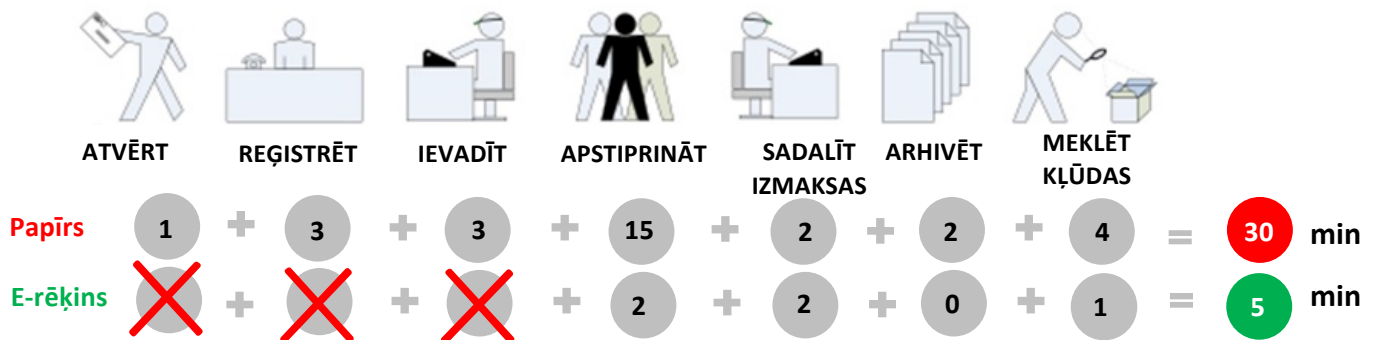 ATVĒRT REĢISTRĒT IEVADĪT APSTIPRINĀT SADALĪT IZMAKSAS ARHIVĒT MEKLĒT KĻŪDAS
Papīrs 1 + 3 + 3 + 15 + 2 + 2 + 4 = 30 min
E-rēķins + + + 2 + 2 + 0 + 1 = 5 min